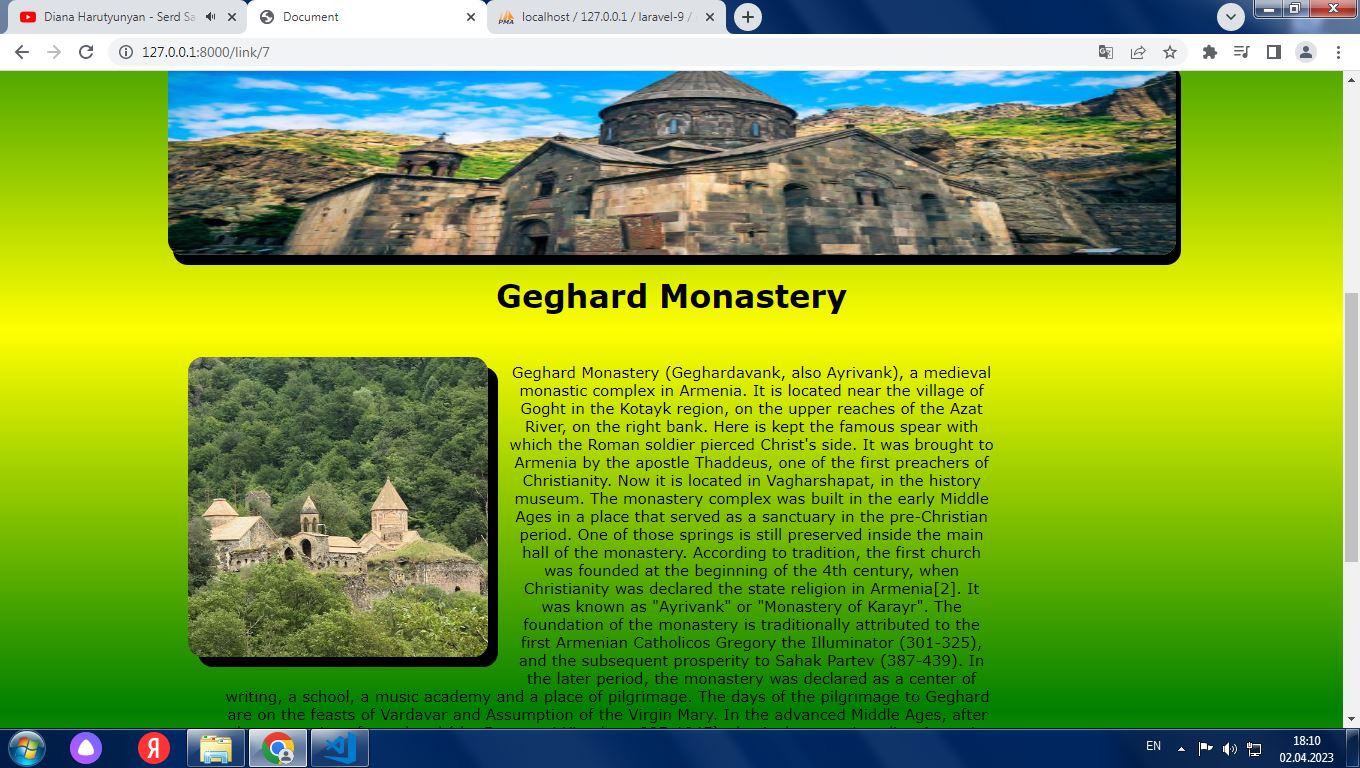 Diana Harutyunyan - Serd Sa
Document
localhost / 127.0.0.1 / laravel-9 /
127.0.0.1:8000/link/7
Geghard Monastery
Geghard Monastery (Geghardavank, also Ayrivank), a medieval
monastic complex in Armenia. It is located near the village of
Goght in the Kotayk region, on the upper reaches of the Azat
River, on the right bank. Here is kept the famous spear with
which the Roman soldier pierced Christ's side. It was brought to
Armenia by the apostle Thaddeus, one of the first preachers of
Christianity. Now it is located in Vagharshapat, in the history
museum. The monastery complex was built in the early Middle
Ages in a place that served as a sanctuary in the pre-Christian
period. One of those springs is still preserved inside the main
hall of the monastery. According to tradition, the first church
was founded at the beginning of the 4th century, when
Christianity was declared the state religion in Armenia[2]. It
was known as "Ayrivank" or "Monastery of Karayr". The
foundation of the monastery is traditionally attributed to the
first Armenian Catholicos Gregory the Illuminator (301-325),
and the subsequent prosperity to Sahak Partev (387-439). In
the later period, the monastery was declared as a center of
writing, a school, a music academy and a place of pilgrimage. The days of the pilgrimage to Geghard
are on the feasts of Vardavar and Assumption of the Virgin Mary. In the advanced Middle Ages, after
Я
EN
18:10
02.04.2023